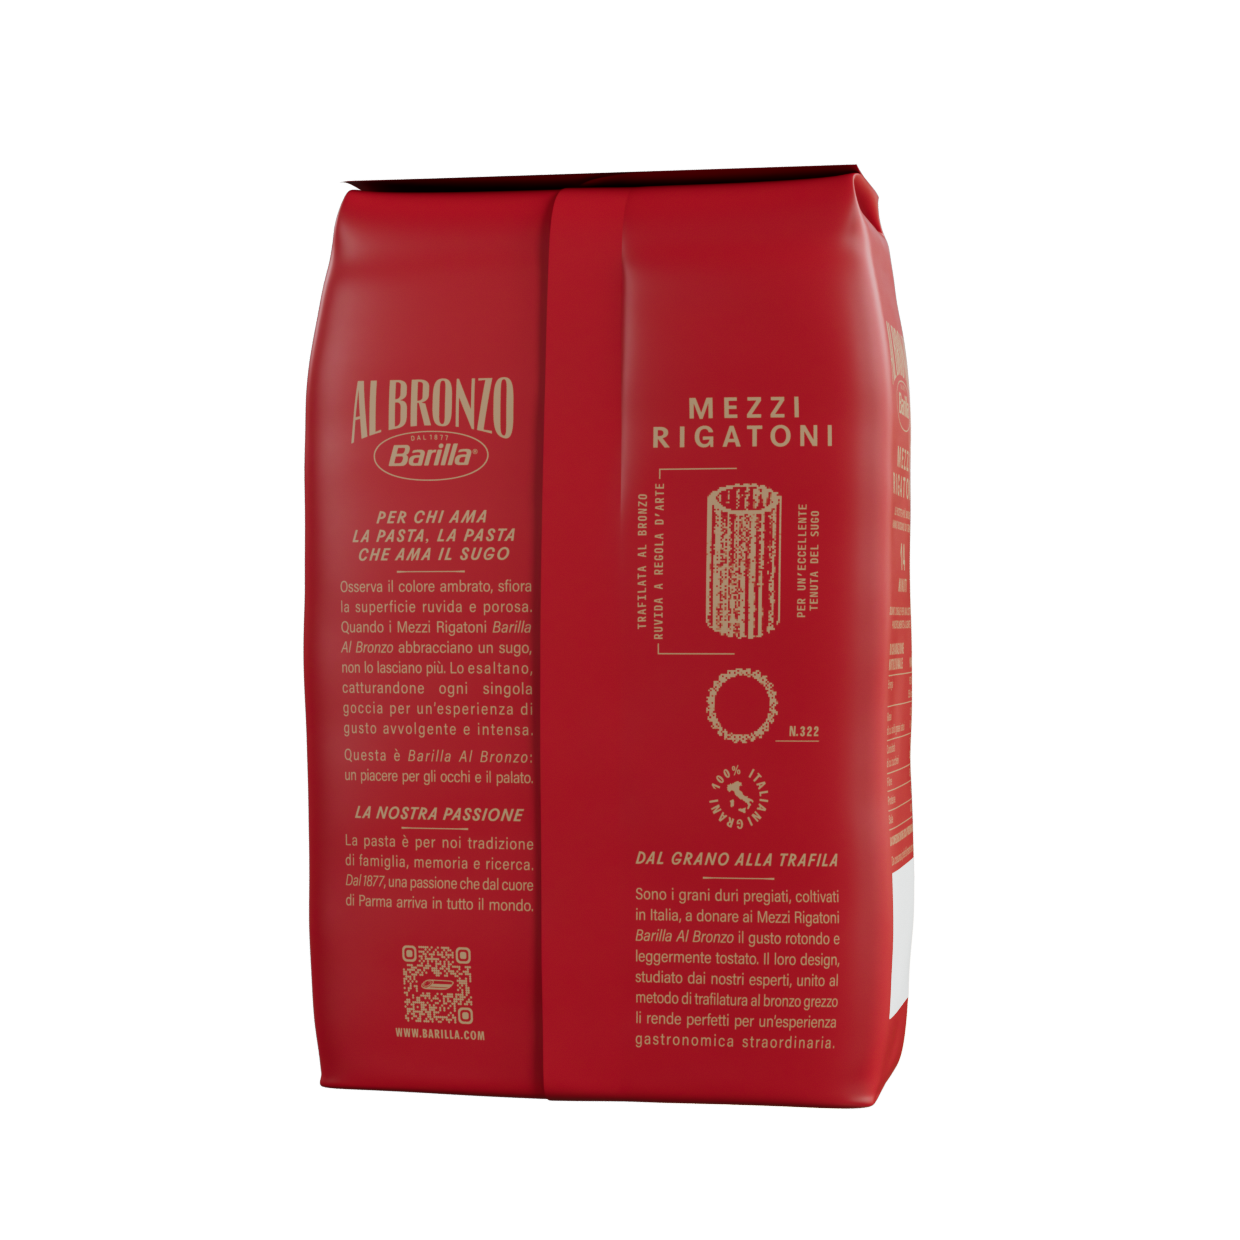 AL BRONZO
DAL 1877
Barilla®
PER CHI AMA
LA PASTA, LA PASTA
CHE AMA IL SUGO
Osserva il colore ambrato, sfiora
la superficie ruvida e porosa.
Quando i Mezzi Rigatoni Barilla
Al Bronzo abbracciano un sugo,
non lo lasciano più. Lo esaltano,
catturandone ogni singola
goccia per un'esperienza di
gusto avvolgente e intensa.
Questa è Barilla Al Bronzo:
un piacere per gli occhi e il palato.
LA NOSTRA PASSIONE
La pasta è per noi tradizione
di famiglia, memoria e ricerca.
Dal 1877, una passione che dal cuore
di Parma arriva in tutto il mondo.
WWW.BARILLA.COM
MEZZI
RIGATONI
TRAFILATA AL BRONZO
RUVIDA A REGOLA D'ARTE
PER UN'ECCELLENTE
TENUTA DEL SUGO
N.322
100% ITALIANI GRANI
DAL GRANO ALLA TRAFILA
Sono i grani duri pregiati, coltivati
in Italia, a donare ai Mezzi Rigatoni
Barilla Al Bronzo il gusto rotondo e
leggermente tostato. Il loro design,
studiato dai nostri esperti, unito al
metodo di trafilatura al bronzo grezzo
li rende perfetti per un'esperienza
gastronomica straordinaria.
14